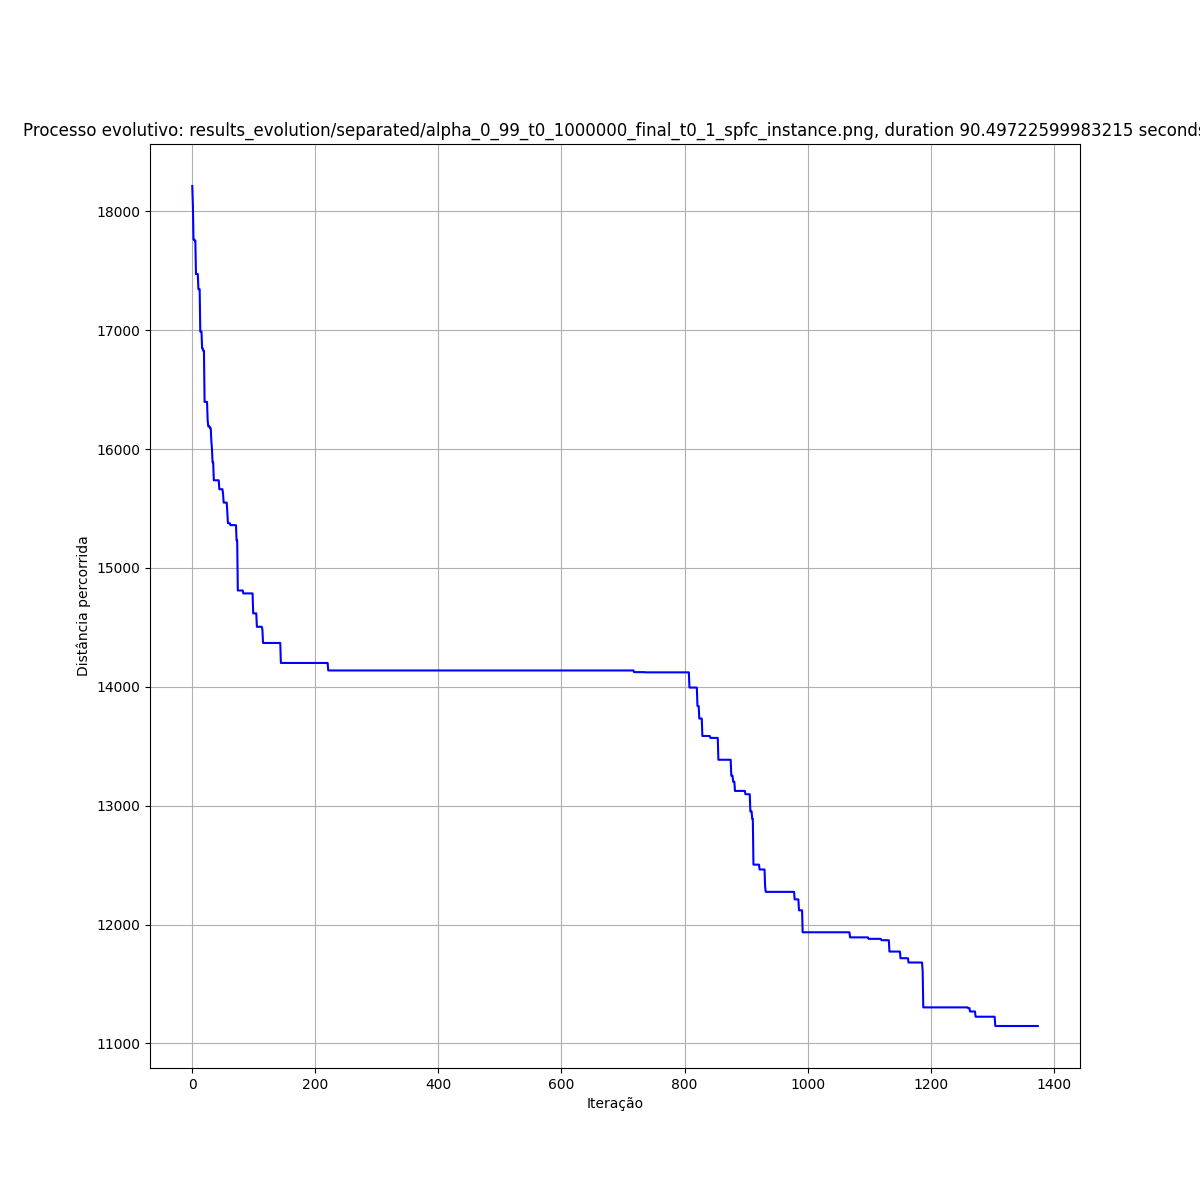 Processo evolutivo: results_evolution/separated/alpha_0_99_t0_1000000_final_t0_1_spfc_instance.png, duration 90.49722599983215 seconds
18000
17000
16000
15000
14000
13000
12000
11000
Distância percorrida
0 200 400 600 800 1000 1200 1400
Iteração